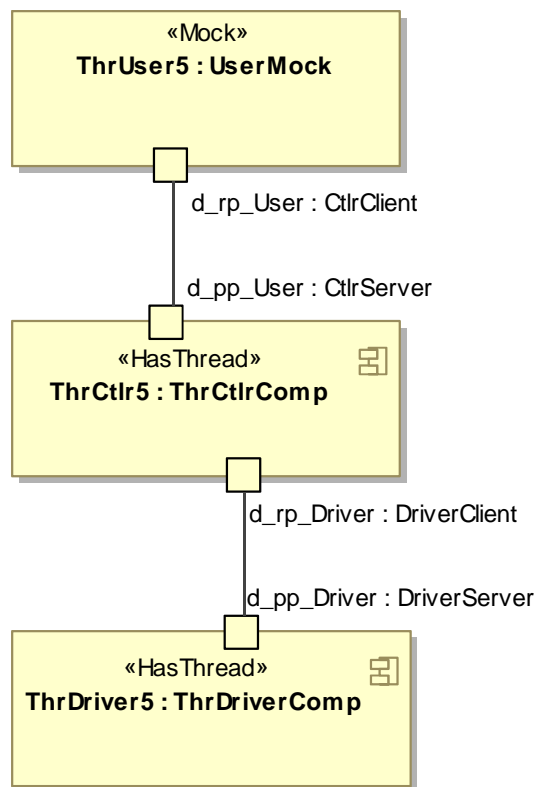 «Mock»
ThrUser5 : UserMock
d_rp_User : CtlrClient
d_pp_User : CtlrServer
«HasThread»
ThrCtlr5 : ThrCtlrComp
d_rp_Driver : DriverClient
d_pp_Driver : DriverServer
«HasThread»
ThrDriver5 : ThrDriverComp